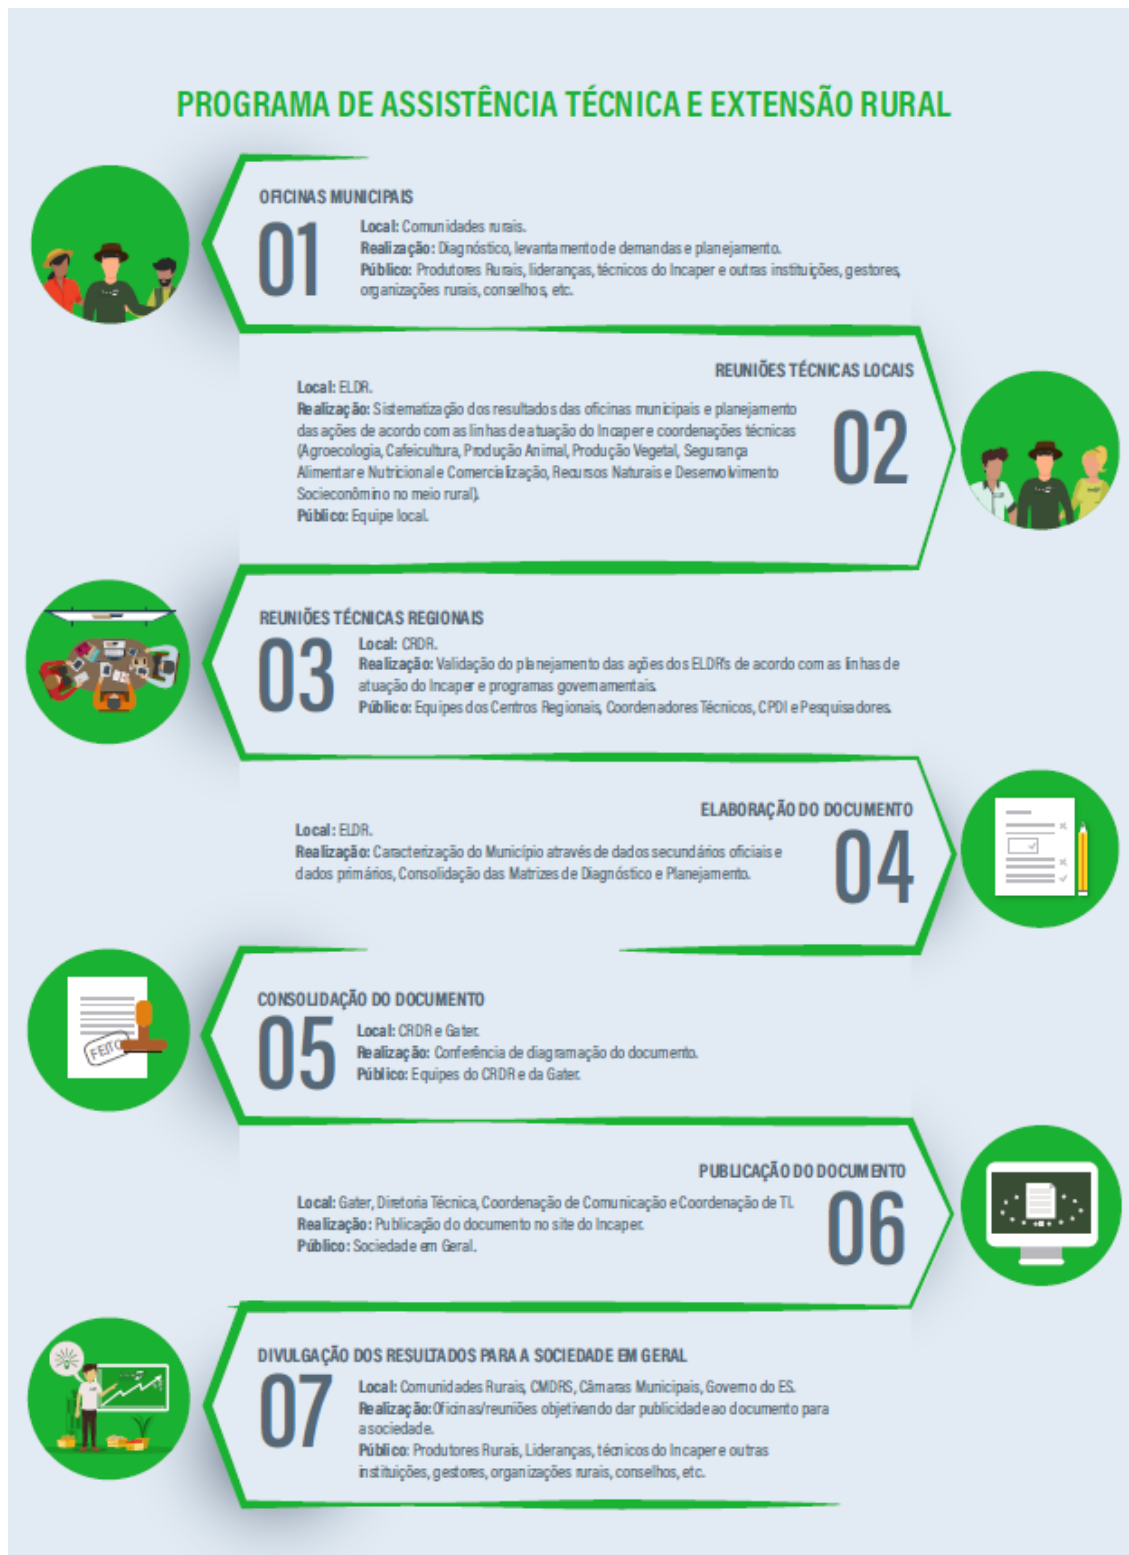 PROGRAMA DE ASSISTÊNCIA TÉCNICA E EXTENSÃO RURAL
OFICINAS MUNICIPAIS
01
Local: Comunidades rurais.
Realização: Diagnóstico, levantamento de demandas e planejamento.
Público: Produtores Rurais, lideranças, técnicos do Incaper e outras instituições, gestores,
organizações rurais, conselhos, etc.
REUNIÕES TÉCNICAS LOCAIS
02
Local: ELDR.
Realização: Sistematização dos resultados das oficinas municipais e planejamento
das ações de acordo com as linhas de atuação do Incaper e coordenações técnicas
(Agroecologia, Cafeicultura, Produção Animal, Produção Vegetal, Segurança
Alimentar e Nutricional e Comercialização, Recursos Naturais e Desenvolvimento
Socieconômino no meio rural).
Público: Equipe local.
REUNIÕES TÉCNICAS REGIONAIS
03
Local: CRDR.
Realização: Validação do planejamento das ações dos ELDR's de acordo com as linhas de
atuação do Incaper e programas governamentais.
Público: Equipes dos Centros Regionais, Coordenadores Técnicos, CPDI e Pesquisadores.
ELABORAÇÃO DO DOCUMENTO
04
Local: ELDR.
Realização: Caracterização do Município através de dados secundários oficiais e
dados primários, Consolidação das Matrizes de Diagnóstico e Planejamento.
CONSOLIDAÇÃO DO DOCUMENTO
05
Local: CRDR e Gater.
Realização: Conferência de diagramação do documento.
Público: Equipes do CRDR e da Gater.
FEITO
PUBLICAÇÃO DO DOCUMENTO
06
Local: Gater, Diretoria Técnica, Coordenação de Comunicação e Coordenação de TI.
Realização: Publicação do documento no site do Incaper.
Público: Sociedade em Geral.
DIVULGAÇÃO DOS RESULTADOS PARA A SOCIEDADE EM GERAL
07
Local: Comunidades Rurais, CMDRS, Câmaras Municipais, Governo do ES.
Realização: Oficinas/reuniões objetivando dar publicidade ao documento para
a sociedade.
Público: Produtores Rurais, Lideranças, técnicos do Incaper e outras
instituições, gestores, organizações rurais, conselhos, etc.